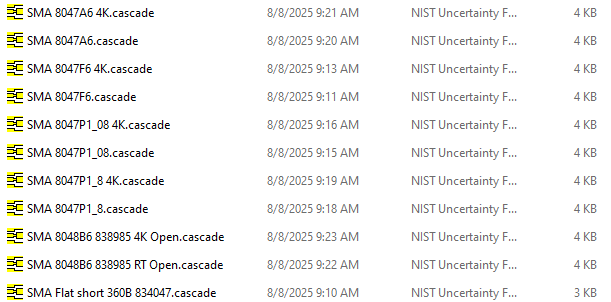 SMA 8047A6 4K.cascade 8/8/2025 9:21 AM NIST Uncertainty F... 4 KB
SMA 8047A6.cascade 8/8/2025 9:20 AM NIST Uncertainty F... 4 KB
SMA 8047F6 4K.cascade 8/8/2025 9:13 AM NIST Uncertainty F... 4 KB
SMA 8047F6.cascade 8/8/2025 9:11 AM NIST Uncertainty F... 4 KB
SMA 8047P1_08 4K.cascade 8/8/2025 9:16 AM NIST Uncertainty F... 4 KB
SMA 8047P1_08.cascade 8/8/2025 9:15 AM NIST Uncertainty F... 4 KB
SMA 8047P1_8 4K.cascade 8/8/2025 9:19 AM NIST Uncertainty F... 4 KB
SMA 8047P1_8.cascade 8/8/2025 9:18 AM NIST Uncertainty F... 4 KB
SMA 8048B6 838985 4K Open.cascade 8/8/2025 9:23 AM NIST Uncertainty F... 4 KB
SMA 8048B6 838985 RT Open.cascade 8/8/2025 9:22 AM NIST Uncertainty F... 4 KB
SMA Flat short 360B 834047.cascade 8/8/2025 9:10 AM NIST Uncertainty F... 3 KB